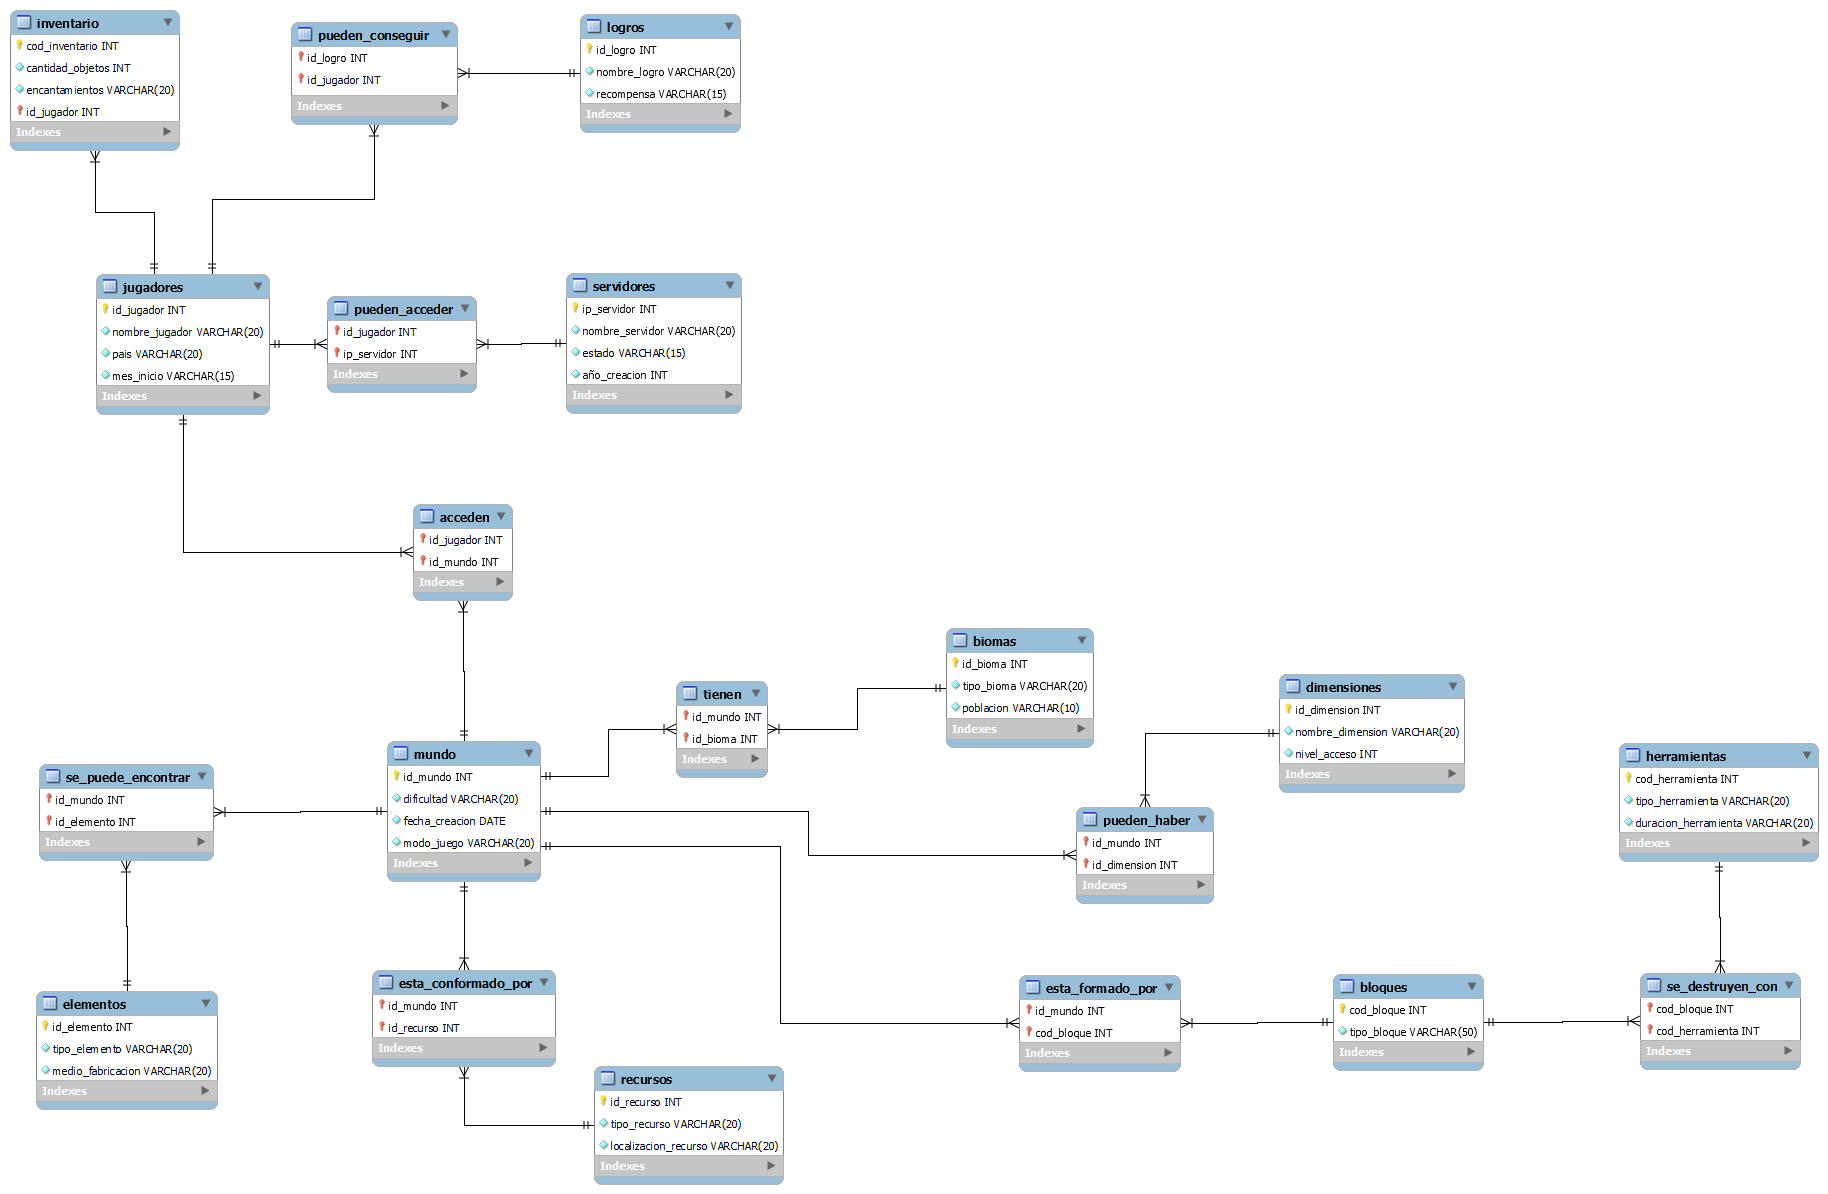 inventario
cod_inventario INT
cantidad_objetos INT
encantamientos VARCHAR(20)
id_jugador INT
Indexes
pueden_conseguir
id_logro INT
id_jugador INT
Indexes
logros
id_logro INT
nombre_logro VARCHAR(20)
recompensa VARCHAR(15)
Indexes
jugadores
id_jugador INT
nombre_jugador VARCHAR(20)
pais VARCHAR(20)
mes_inicio VARCHAR(15)
Indexes
pueden_acceder
id_jugador INT
ip_servidor INT
Indexes
servidores
ip_servidor INT
nombre_servidor VARCHAR(20)
estado VARCHAR(15)
año_creacion INT
Indexes
acceden
id_jugador INT
id_mundo INT
Indexes
biomas
id_bioma INT
tipo_bioma VARCHAR(20)
poblacion VARCHAR(10)
Indexes
tienen
id_mundo INT
id_bioma INT
Indexes
dimensiones
id_dimension INT
nombre_dimension VARCHAR(20)
nivel_acceso INT
Indexes
mundo
id_mundo INT
dificultad VARCHAR(20)
fecha_creacion DATE
modo_juego VARCHAR(20)
Indexes
herramientas
cod_herramienta INT
tipo_herramienta VARCHAR(20)
duracion_herramienta VARCHAR(20)
Indexes
se_puede_encontrar
id_mundo INT
id_elemento INT
Indexes
pueden_haber
id_mundo INT
id_dimension INT
Indexes
esta_conformado_por
id_mundo INT
id_recurso INT
Indexes
esta_formado_por
id_mundo INT
cod_bloque INT
Indexes
bloques
cod_bloque INT
tipo_bloque VARCHAR(50)
Indexes
se_destruyen_con
cod_bloque INT
cod_herramienta INT
Indexes
elementos
id_elemento INT
tipo_elemento VARCHAR(20)
medio_fabricacion VARCHAR(20)
Indexes
recursos
id_recurso INT
tipo_recurso VARCHAR(20)
localizacion_recurso VARCHAR(20)
Indexes